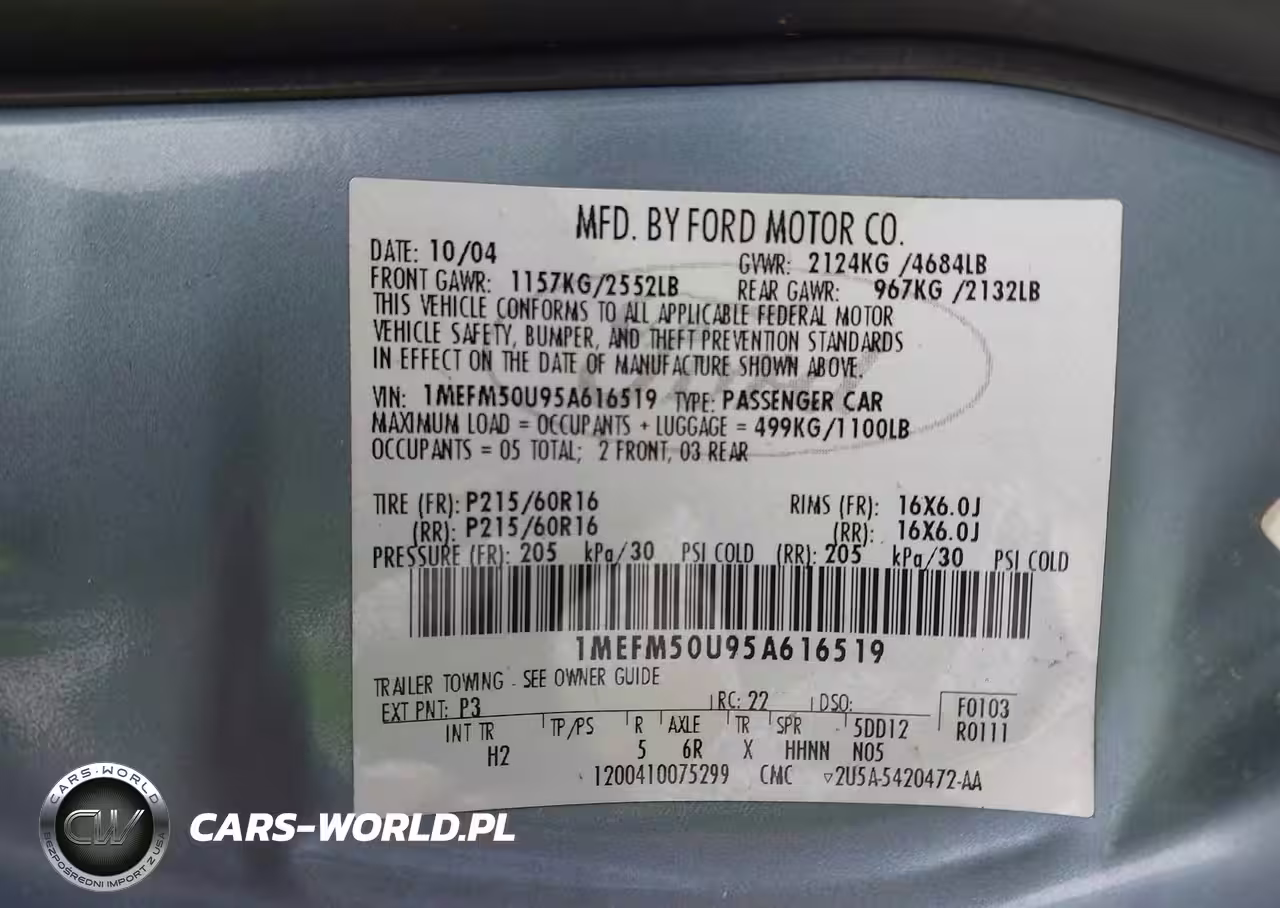 MFD. BY FORD MOTOR CO.
DATE: 10/04 GVWR: 2124KG /4684LB
FRONT GAWR: 1157KG/2552LB REAR GAWR: 967KG /2132LB
THIS VEHICLE CONFORMS TO ALL APPLICABLE FEDERAL MOTOR
VEHICLE SAFETY, BUMPER, AND THEFT PREVENTION STANDARDS
IN EFFECT ON THE DATE OF MANUFACTURE SHOWN ABOVE.
VIN: 1MEFM50U95A616519 TYPE: PASSENGER CAR
MAXIMUM LOAD = OCCUPANTS + LUGGAGE = 499KG/1100LB
OCCUPANTS = 05 TOTAL; 2 FRONT, 03 REAR
TIRE (FR): P215/60R16 RIMS (FR): 16X6.0J
(RR): P215/60R16 (RR): 16X6.0J
PRESSURE (FR): 205 kPa/30 PSI COLD (RR): 205 kPa/30 PSI COLD
1MEFM50U95A616519
TRAILER TOWING - SEE OWNER GUIDE
EXT PNT: P3 RC: 22 DSO: F0103
INT TR TP/PS R AXLE TR SPR 5DD12 R0111
H2 5 6R X HHNN N05
1200410075299 CMC ▽2U5A-5420472-AA
CARS-WORLD
CW
BEZPOŚREDNI IMPORT Z USA
CARS-WORLD.PL